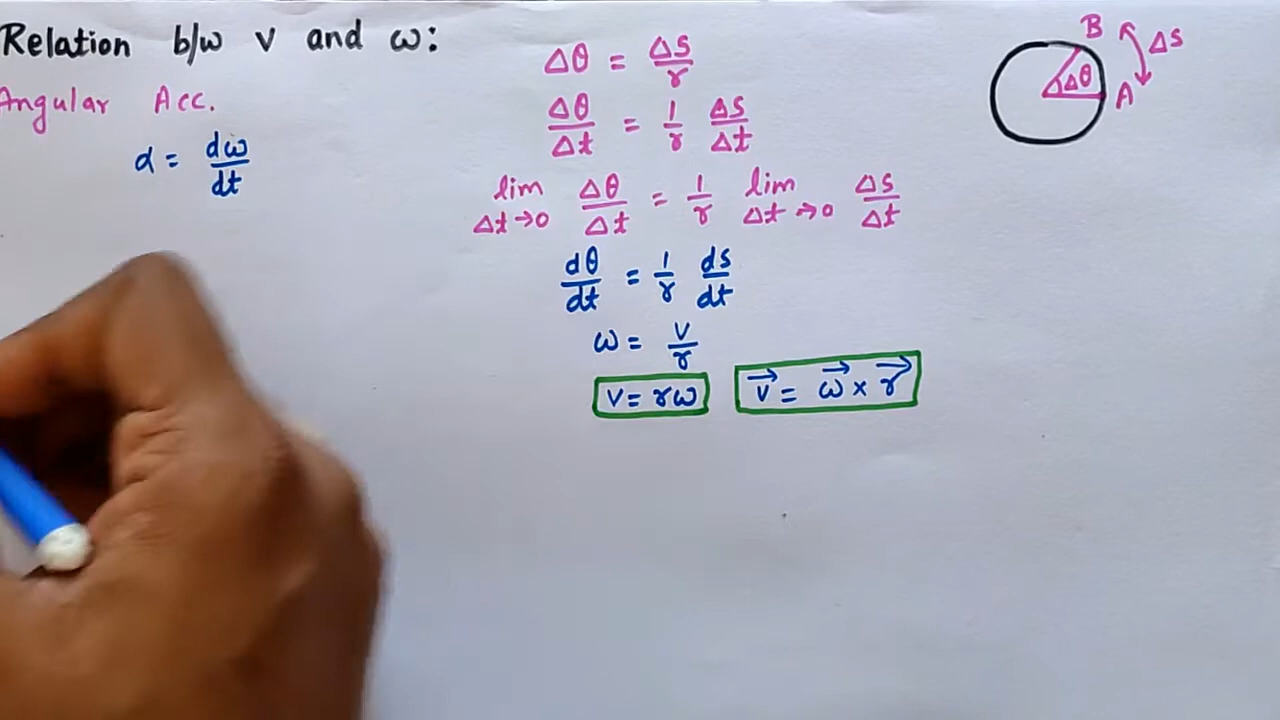 Relation b/w v and ω:
Angular Acc.
α = dω/dt
Δθ = Δs/r
Δθ/Δt = 1/r Δs/Δt
lim Δt→0 Δθ/Δt = 1/r lim Δt→0 Δs/Δt
dθ/dt = 1/r ds/dt
ω = v/r
v = rω
v⃗ = ω⃗ × r⃗
B
Δs
Δθ
A